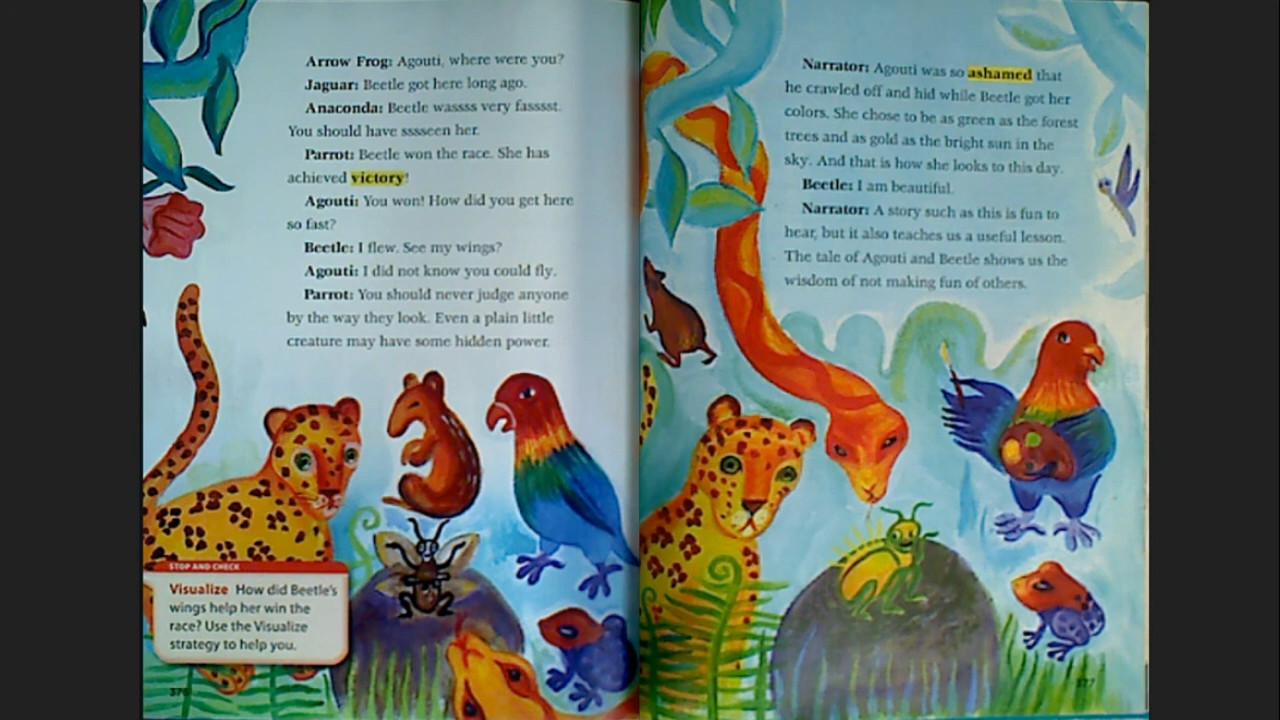 Arrow Frog: Agouti, where were you?
Jaguar: Beetle got here long ago.
Anaconda: Beetle wassss very fasssst.
You should have sssseen her.
Parrot: Beetle won the race. She has
achieved victory!
Agouti: You won! How did you get here
so fast?
Beetle: I flew. See my wings?
Agouti: I did not know you could fly.
Parrot: You should never judge anyone
by the way they look. Even a plain little
creature may have some hidden power.
STOP AND CHECK
Visualize How did Beetle's
wings help her win the
race? Use the Visualize
strategy to help you.
376
Narrator: Agouti was so ashamed that
he crawled off and hid while Beetle got her
colors. She chose to be as green as the forest
trees and as gold as the bright sun in the
sky. And that is how she looks to this day.
Beetle: I am beautiful.
Narrator: A story such as this is fun to
hear, but it also teaches us a useful lesson.
The tale of Agouti and Beetle shows us the
wisdom of not making fun of others.
377